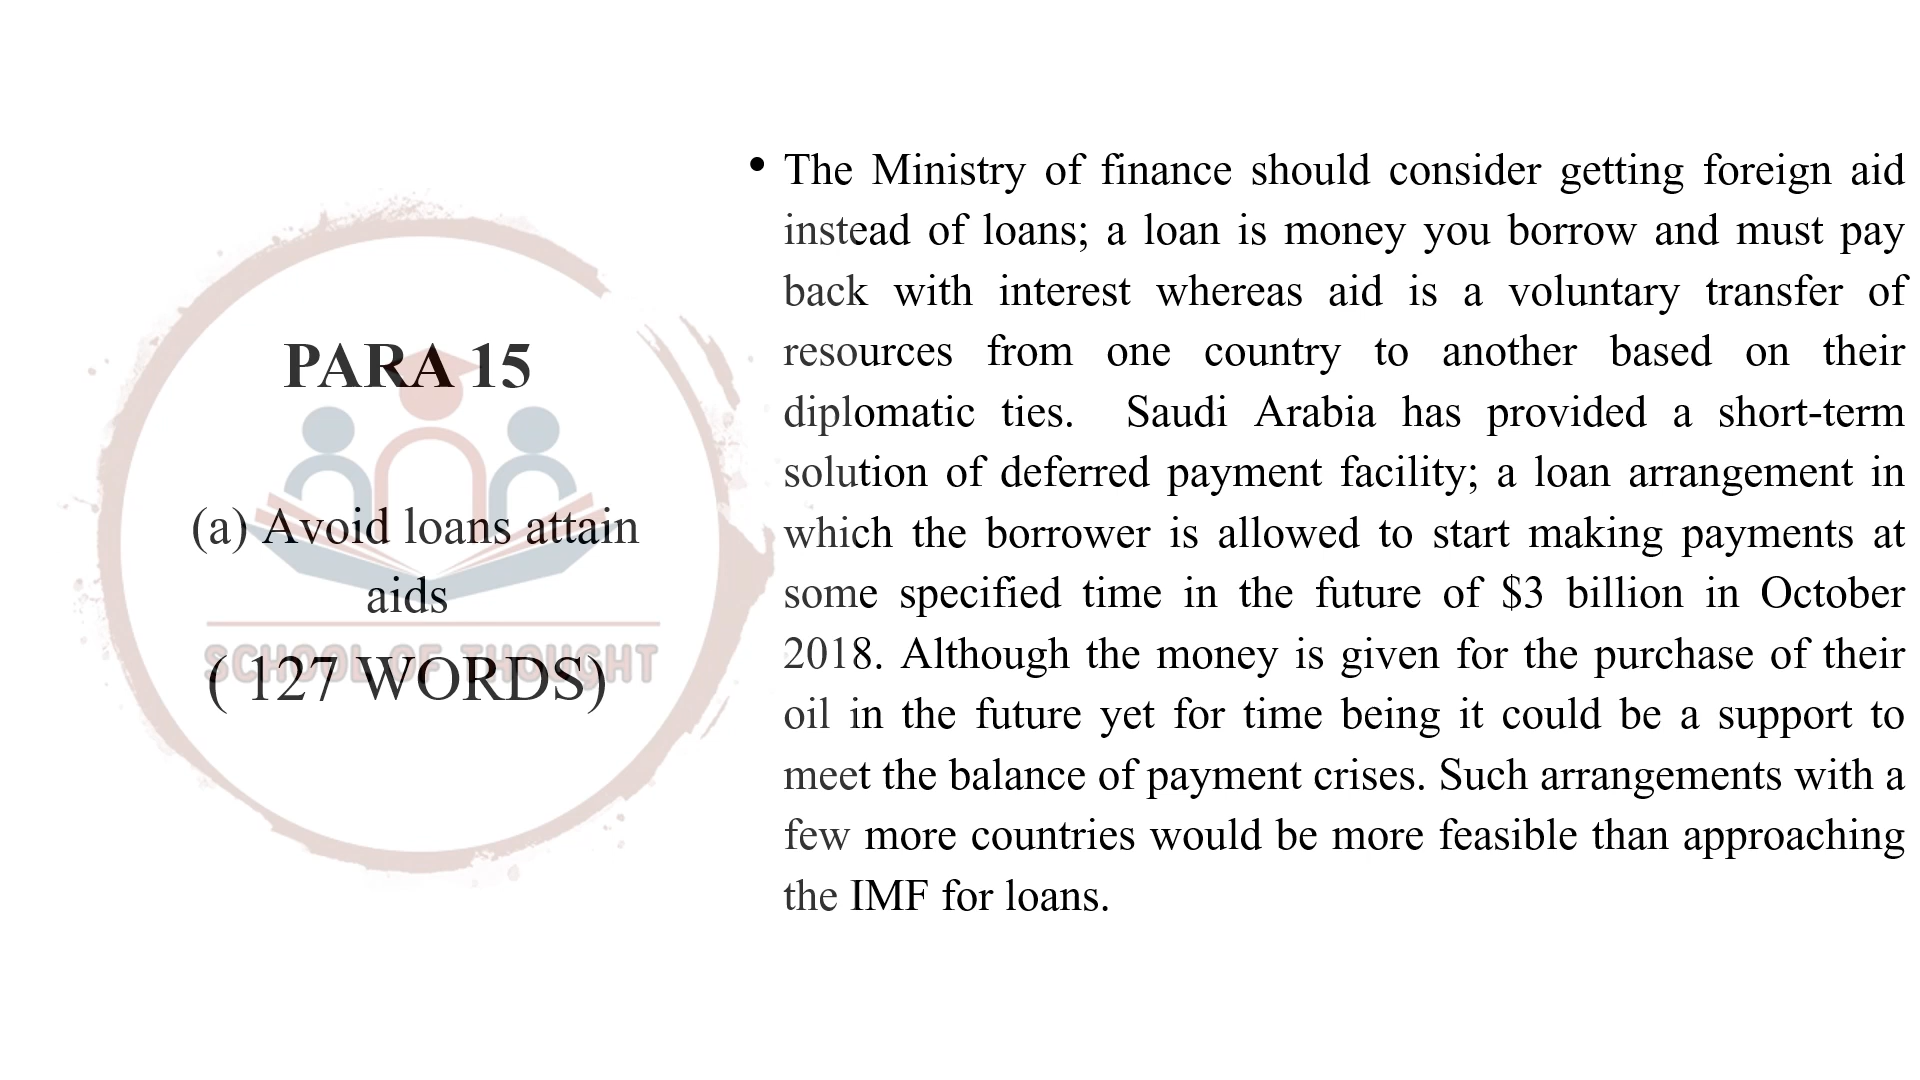 PARA 15
(a) Avoid loans attain
aids
( 127 WORDS)
SCHOOL OF THOUGHT
• The Ministry of finance should consider getting foreign aid
instead of loans; a loan is money you borrow and must pay
back with interest whereas aid is a voluntary transfer of
resources from one country to another based on their
diplomatic ties. Saudi Arabia has provided a short-term
solution of deferred payment facility; a loan arrangement in
which the borrower is allowed to start making payments at
some specified time in the future of $3 billion in October
2018. Although the money is given for the purchase of their
oil in the future yet for time being it could be a support to
meet the balance of payment crises. Such arrangements with a
few more countries would be more feasible than approaching
the IMF for loans.